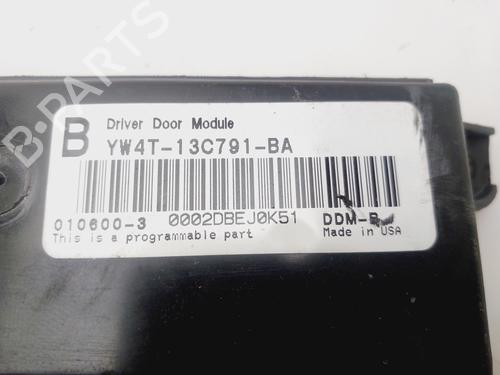 B-PARTS
B Driver Door Module
YW4T-13C791-BA
010600-3 0002DBEJ0K51 DDM-B
This is a programmable part Made in USA